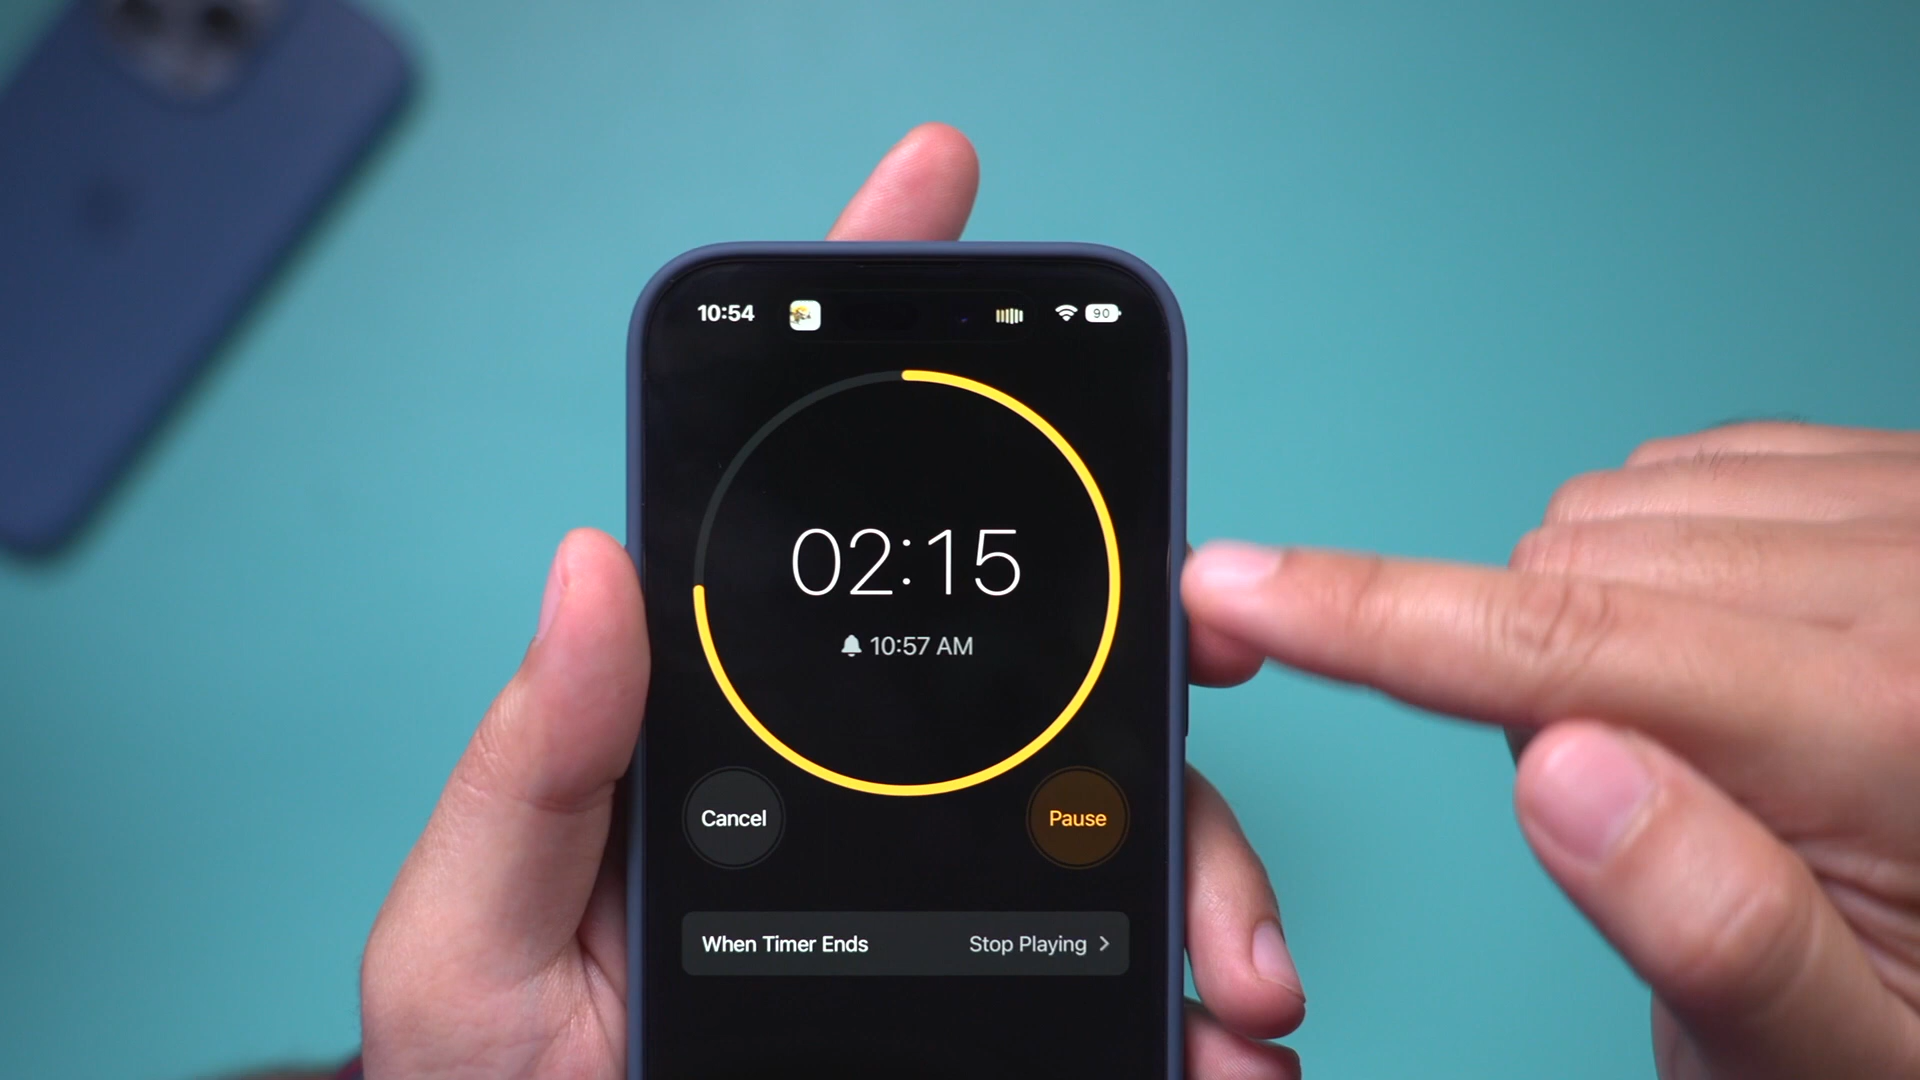 10:54
90
02:15
10:57 AM
Cancel
Pause
When Timer Ends
Stop Playing